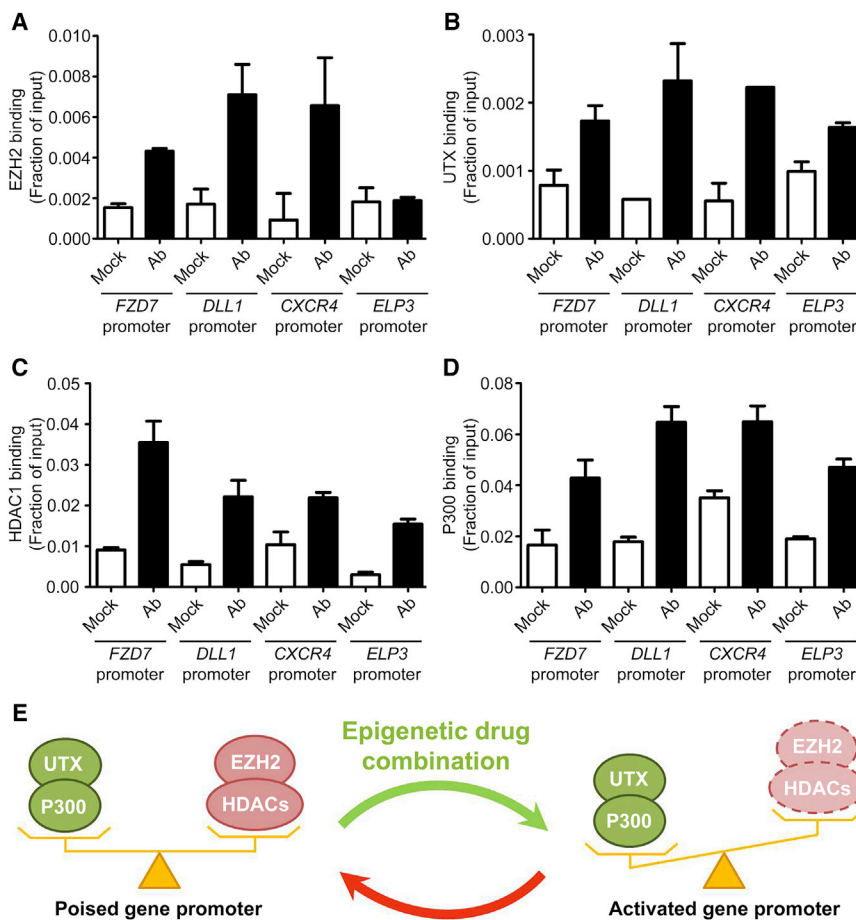 A
EZH2 binding
(Fraction of input)
0.010
0.008
0.006
0.004
0.002
0.000
Mock Ab Mock Ab Mock Ab Mock Ab
FZD7 DLL1 CXCR4 ELP3
promoter promoter promoter promoter
B
UTX binding
(Fraction of input)
0.003
0.002
0.001
0.000
Mock Ab Mock Ab Mock Ab Mock Ab
FZD7 DLL1 CXCR4 ELP3
promoter promoter promoter promoter
C
HDAC1 binding
(Fraction of input)
0.05
0.04
0.03
0.02
0.01
0.00
Mock Ab Mock Ab Mock Ab Mock Ab
FZD7 DLL1 CXCR4 ELP3
promoter promoter promoter promoter
D
P300 binding
(Fraction of input)
0.08
0.06
0.04
0.02
0.00
Mock Ab Mock Ab Mock Ab Mock Ab
FZD7 DLL1 CXCR4 ELP3
promoter promoter promoter promoter
E
UTX
P300
EZH2
HDACs
Poised gene promoter
Epigenetic drug
combination
UTX
P300
EZH2
HDACs
Activated gene promoter